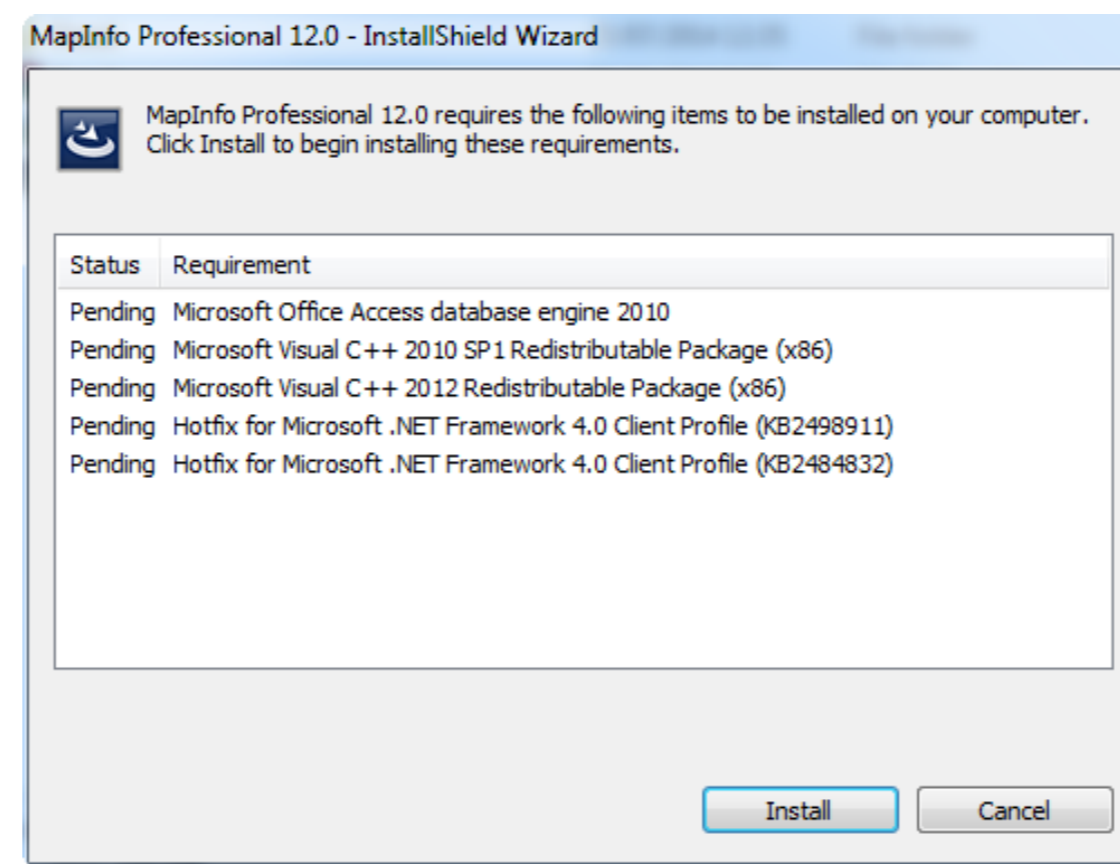 MapInfo Professional 12.0 - InstallShield Wizard
MapInfo Professional 12.0 requires the following items to be installed on your computer.
Click Install to begin installing these requirements.
Status Requirement
Pending Microsoft Office Access database engine 2010
Pending Microsoft Visual C++ 2010 SP1 Redistributable Package (x86)
Pending Microsoft Visual C++ 2012 Redistributable Package (x86)
Pending Hotfix for Microsoft .NET Framework 4.0 Client Profile (KB2498911)
Pending Hotfix for Microsoft .NET Framework 4.0 Client Profile (KB2484832)
Install Cancel